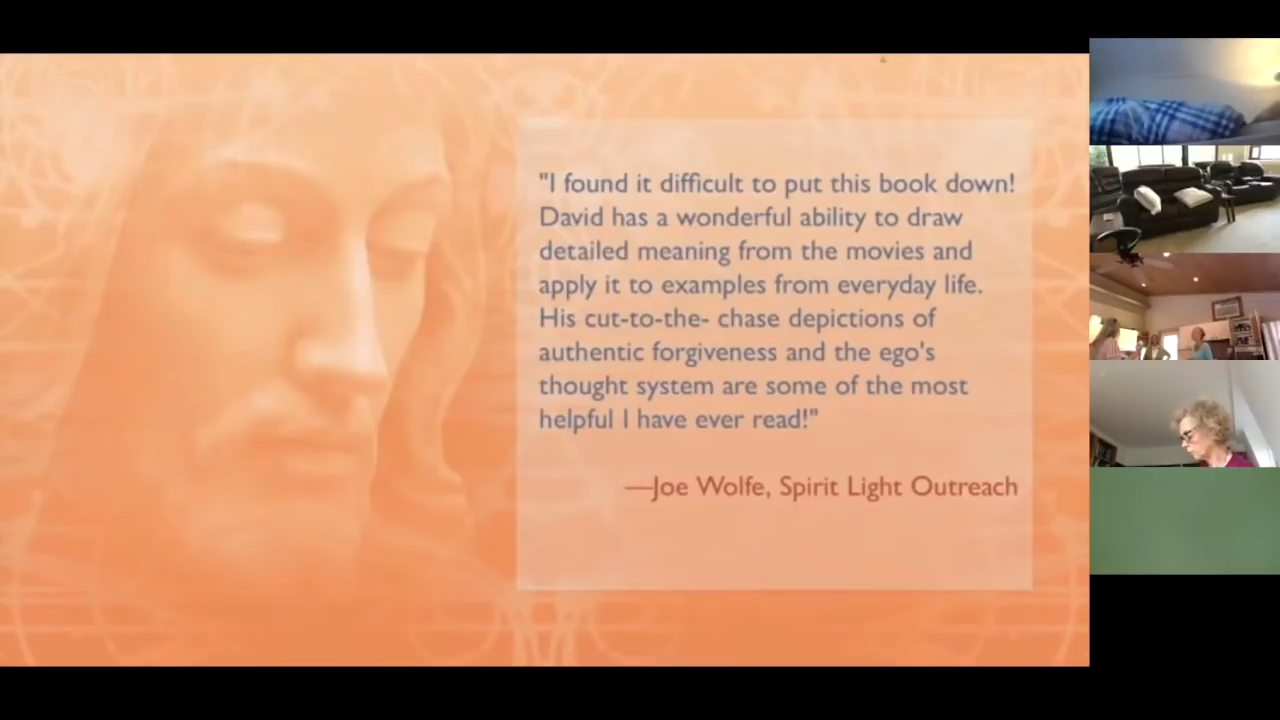 "I found it difficult to put this book down!
David has a wonderful ability to draw
detailed meaning from the movies and
apply it to examples from everyday life.
His cut-to-the- chase depictions of
authentic forgiveness and the ego's
thought system are some of the most
helpful I have ever read!"
—Joe Wolfe, Spirit Light Outreach